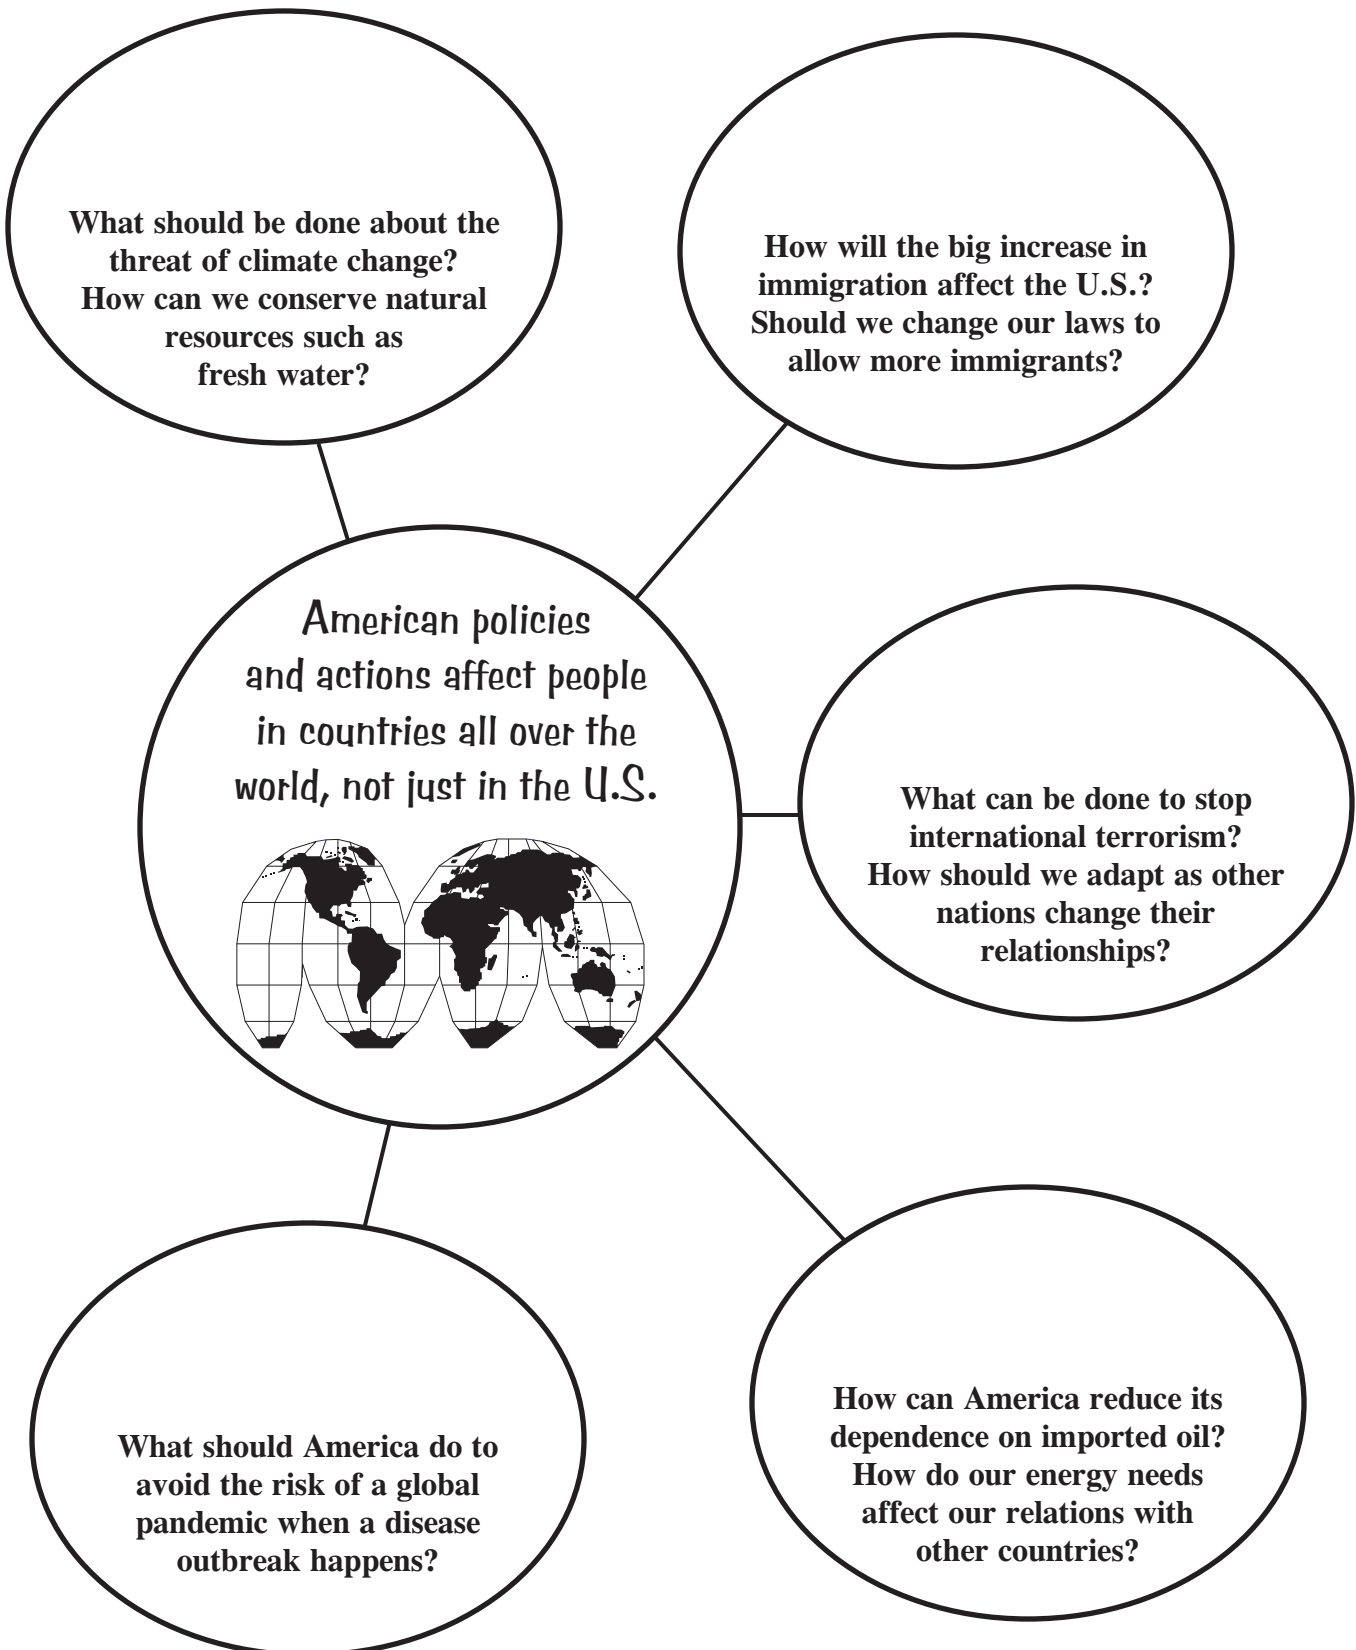 What should be done about the
threat of climate change?
How can we conserve natural
resources such as
fresh water?
How will the big increase in
immigration affect the U.S.?
Should we change our laws to
allow more immigrants?
American policies
and actions affect people
in countries all over the
world, not just in the U.S.
What can be done to stop
international terrorism?
How should we adapt as other
nations change their
relationships?
What should America do to
avoid the risk of a global
pandemic when a disease
outbreak happens?
How can America reduce its
dependence on imported oil?
How do our energy needs
affect our relations with
other countries?